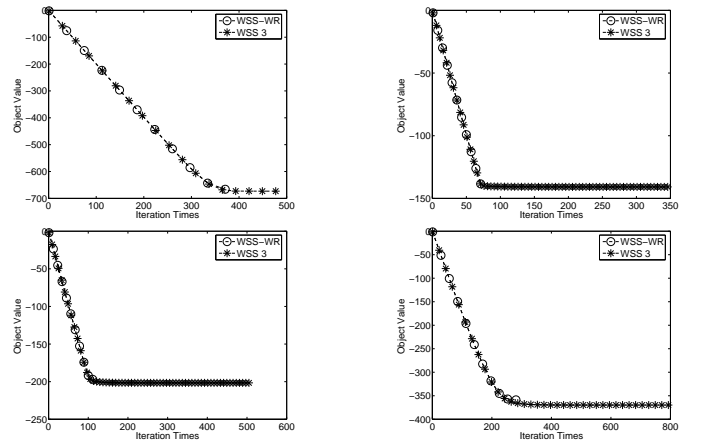 0
−100
−200
−300
−400
−500
−600
−700
0 100 200 300 400 500
Object Value
Iteration Times
WSS−WR
WSS 3
0
−50
−100
−150
0 50 100 150 200 250 300 350
Object Value
Iteration Times
WSS−WR
WSS 3
0
−50
−100
−150
−200
−250
0 100 200 300 400 500 600
Object Value
Iteration Times
WSS−WR
WSS 3
0
−50
−100
−150
−200
−250
−300
−350
−400
0 200 400 600 800
Object Value
Iteration Times
WSS−WR
WSS 3